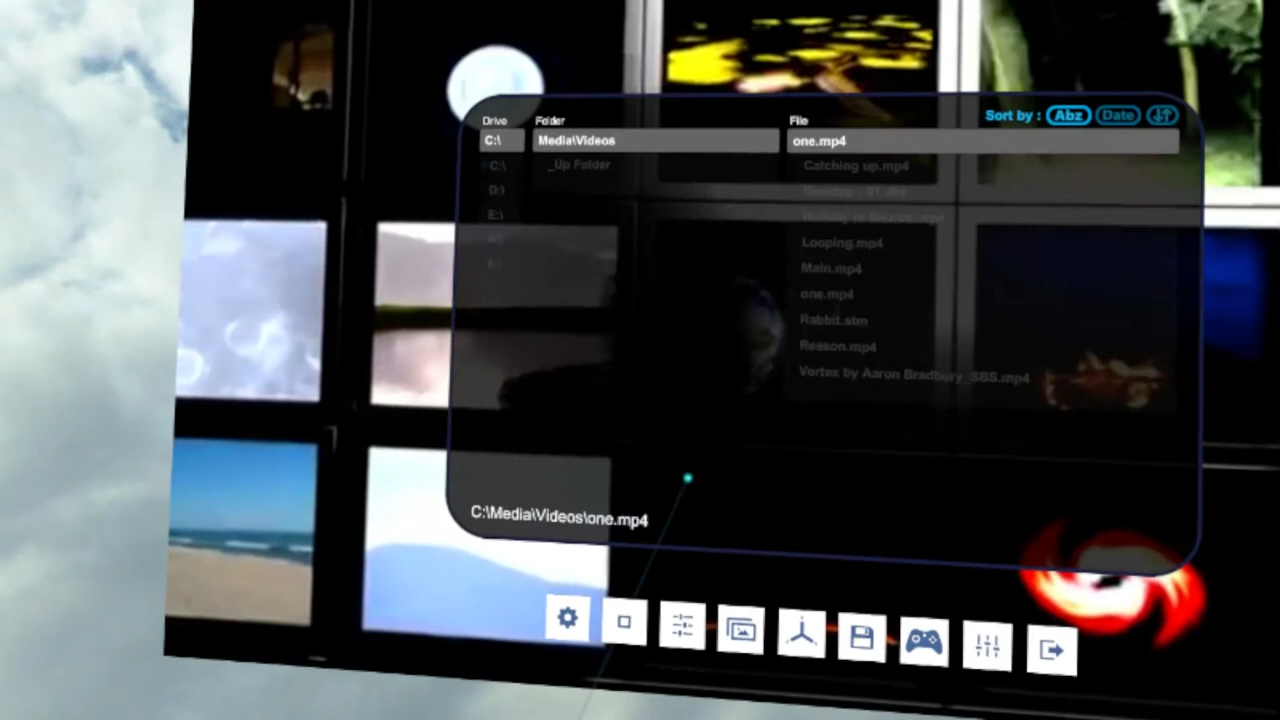 Drive Folder File Sort by : Abz Date
C:\ Media\Videos one.mp4
C:\ _Up Folder Catching up.mp4
D:\
E:\
Looping.mp4
Main.mp4
one.mp4
Rabbit.stm
Reason.mp4
Vortex by Aaron Bradbury_SBS.mp4
C:\Media\Videos\one.mp4